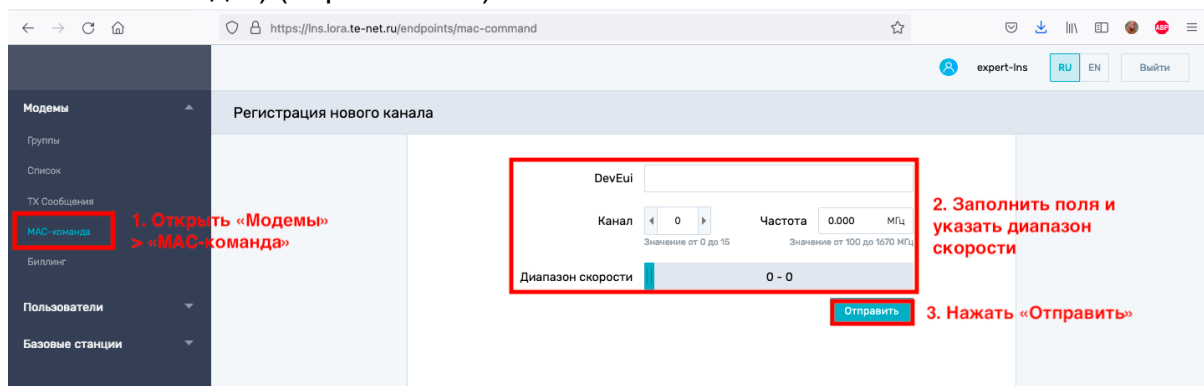 https://lns.lora.te-net.ru/endpoints/mac-command
ABP
expert-lns
RU
EN
Выйти
Модемы
Регистрация нового канала
Группы
Список
TX Сообщения
MAC-команда
Биллинг
Пользователи
Базовые станции
1. Открыть «Модемы»
> «MAC-команда»
DevEui
Канал
0
Частота
0.000
МГц
Значение от 0 до 15
Значение от 100 до 1670 МГц
Диапазон скорости
0 - 0
Отправить
2. Заполнить поля и
указать диапазон
скорости
3. Нажать «Отправить»